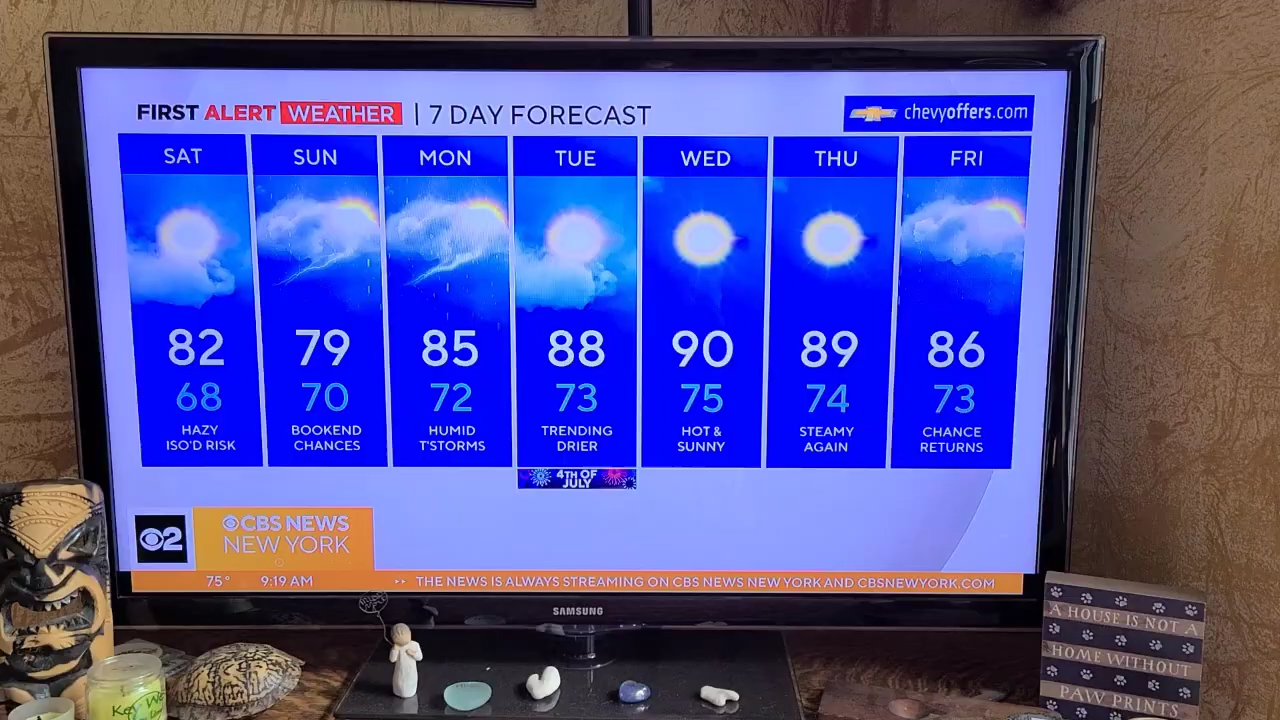 FIRST ALERT WEATHER | 7 DAY FORECAST
chevyoffers.com
SAT SUN MON TUE WED THU FRI
82 79 85 88 90 89 86
68 70 72 73 75 74 73
HAZY BOOKEND HUMID TRENDING HOT & STEAMY CHANCE
ISO'D RISK CHANCES T'STORMS DRIER SUNNY AGAIN RETURNS
4TH OF
JULY
2
CBS NEWS
NEW YORK
75° 9:19 AM THE NEWS IS ALWAYS STREAMING ON CBS NEWS NEW YORK AND CBSNEWYORK.COM
SAMSUNG
A HOUSE IS NOT A
HOME WITHOUT
PAW PRINTS